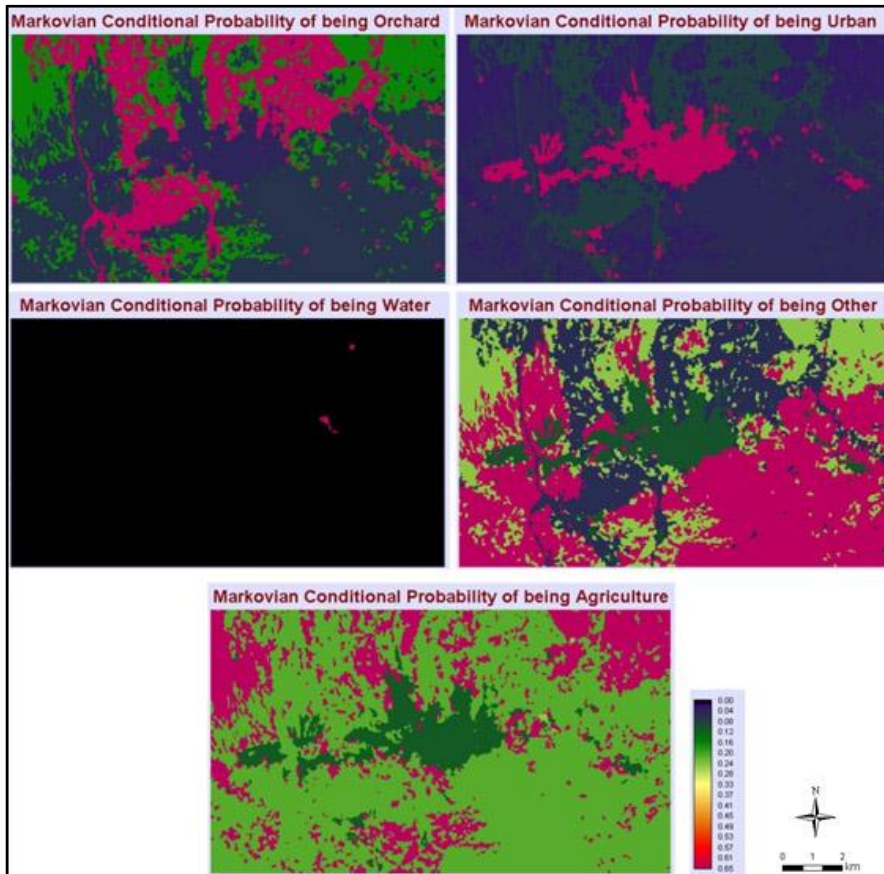 Markovian Conditional Probability of being Orchard
Markovian Conditional Probability of being Urban
Markovian Conditional Probability of being Water
Markovian Conditional Probability of being Other
Markovian Conditional Probability of being Agriculture
0.00
0.04
0.08
0.12
0.16
0.20
0.24
0.28
0.33
0.37
0.41
0.45
0.49
0.53
0.57
0.61
0.65
N
0 1 2
km